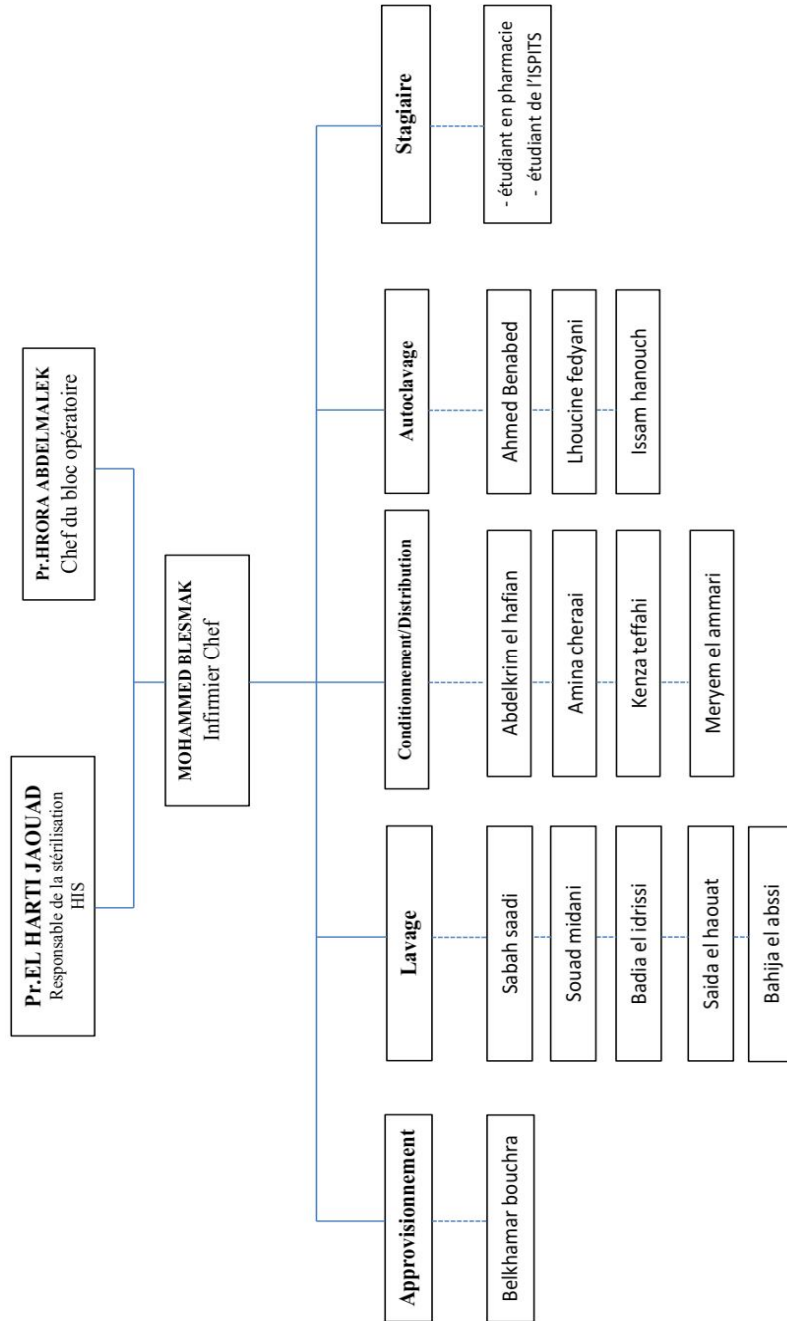 Pr.EL HARTI JAOUAD
Responsable de la stérilisation
HIS
Pr.HRORA ABDELMALEK
Chef du bloc opératoire
MOHAMMED BLESMAK
Infirmier Chef
Approvisionnement
Belkhamar bouchra
Lavage
Sabah saadi
Souad midani
Badia el idrissi
Saida el haouat
Bahija el abssi
Conditionnement/Distribution
Abdelkrim el hafian
Amina cheraai
Kenza teffahi
Meryem el ammari
Autoclavage
Ahmed Benabed
Lhoucine fedyani
Issam hanouch
Stagiaire
- étudiant en pharmacie
- étudiant de l’ISPITS